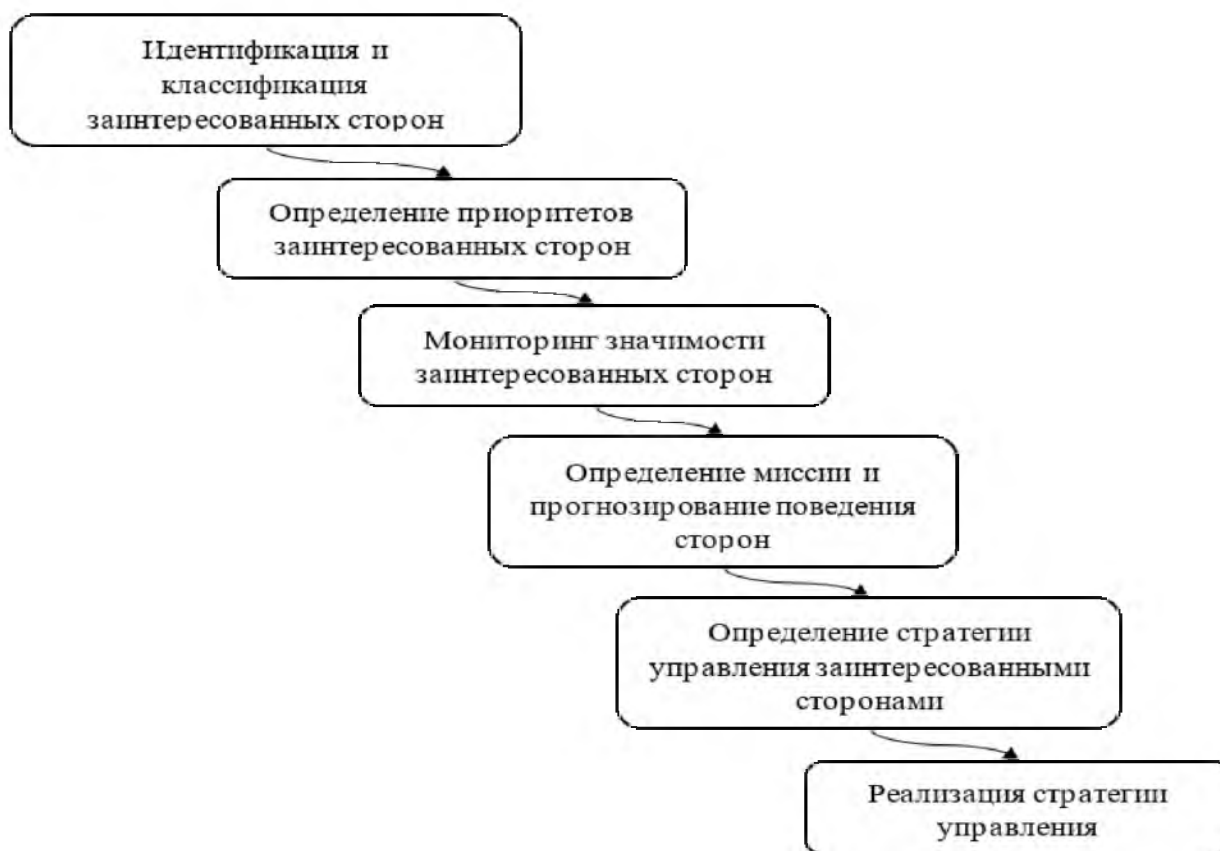 Идентификация и
классификация
заинтересованных сторон
Определение приоритетов
заинтересованных сторон
Мониторинг значимости
заинтересованных сторон
Определение миссии и
прогнозирование поведения
сторон
Определение стратегии
управления заинтересованными
сторонами
Реализация стратегии
управления